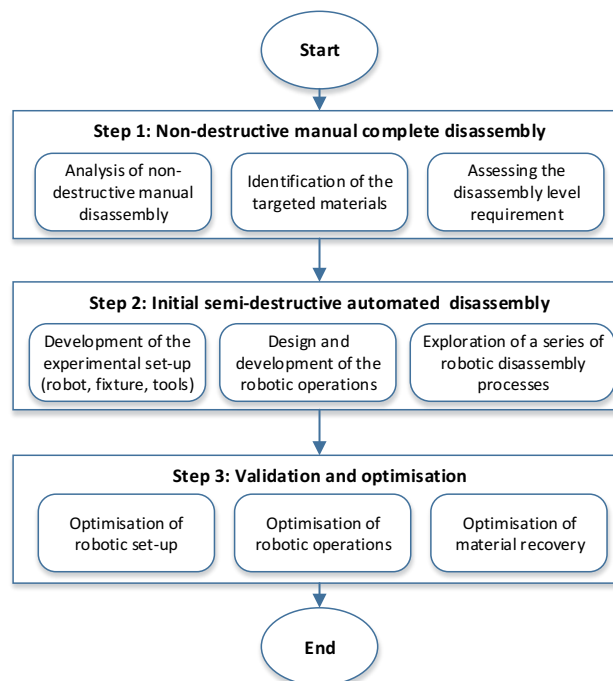 Start
Step 1: Non-destructive manual complete disassembly
Analysis of non-
destructive manual
disassembly
Identification of the
targeted materials
Assessing the
disassembly level
requirement
Step 2: Initial semi-destructive automated disassembly
Development of the
experimental set-up
(robot, fixture, tools)
Design and
development of the
robotic operations
Exploration of a series of
robotic disassembly
processes
Step 3: Validation and optimisation
Optimisation of
robotic set-up
Optimisation of
robotic operations
Optimisation of
material recovery
End